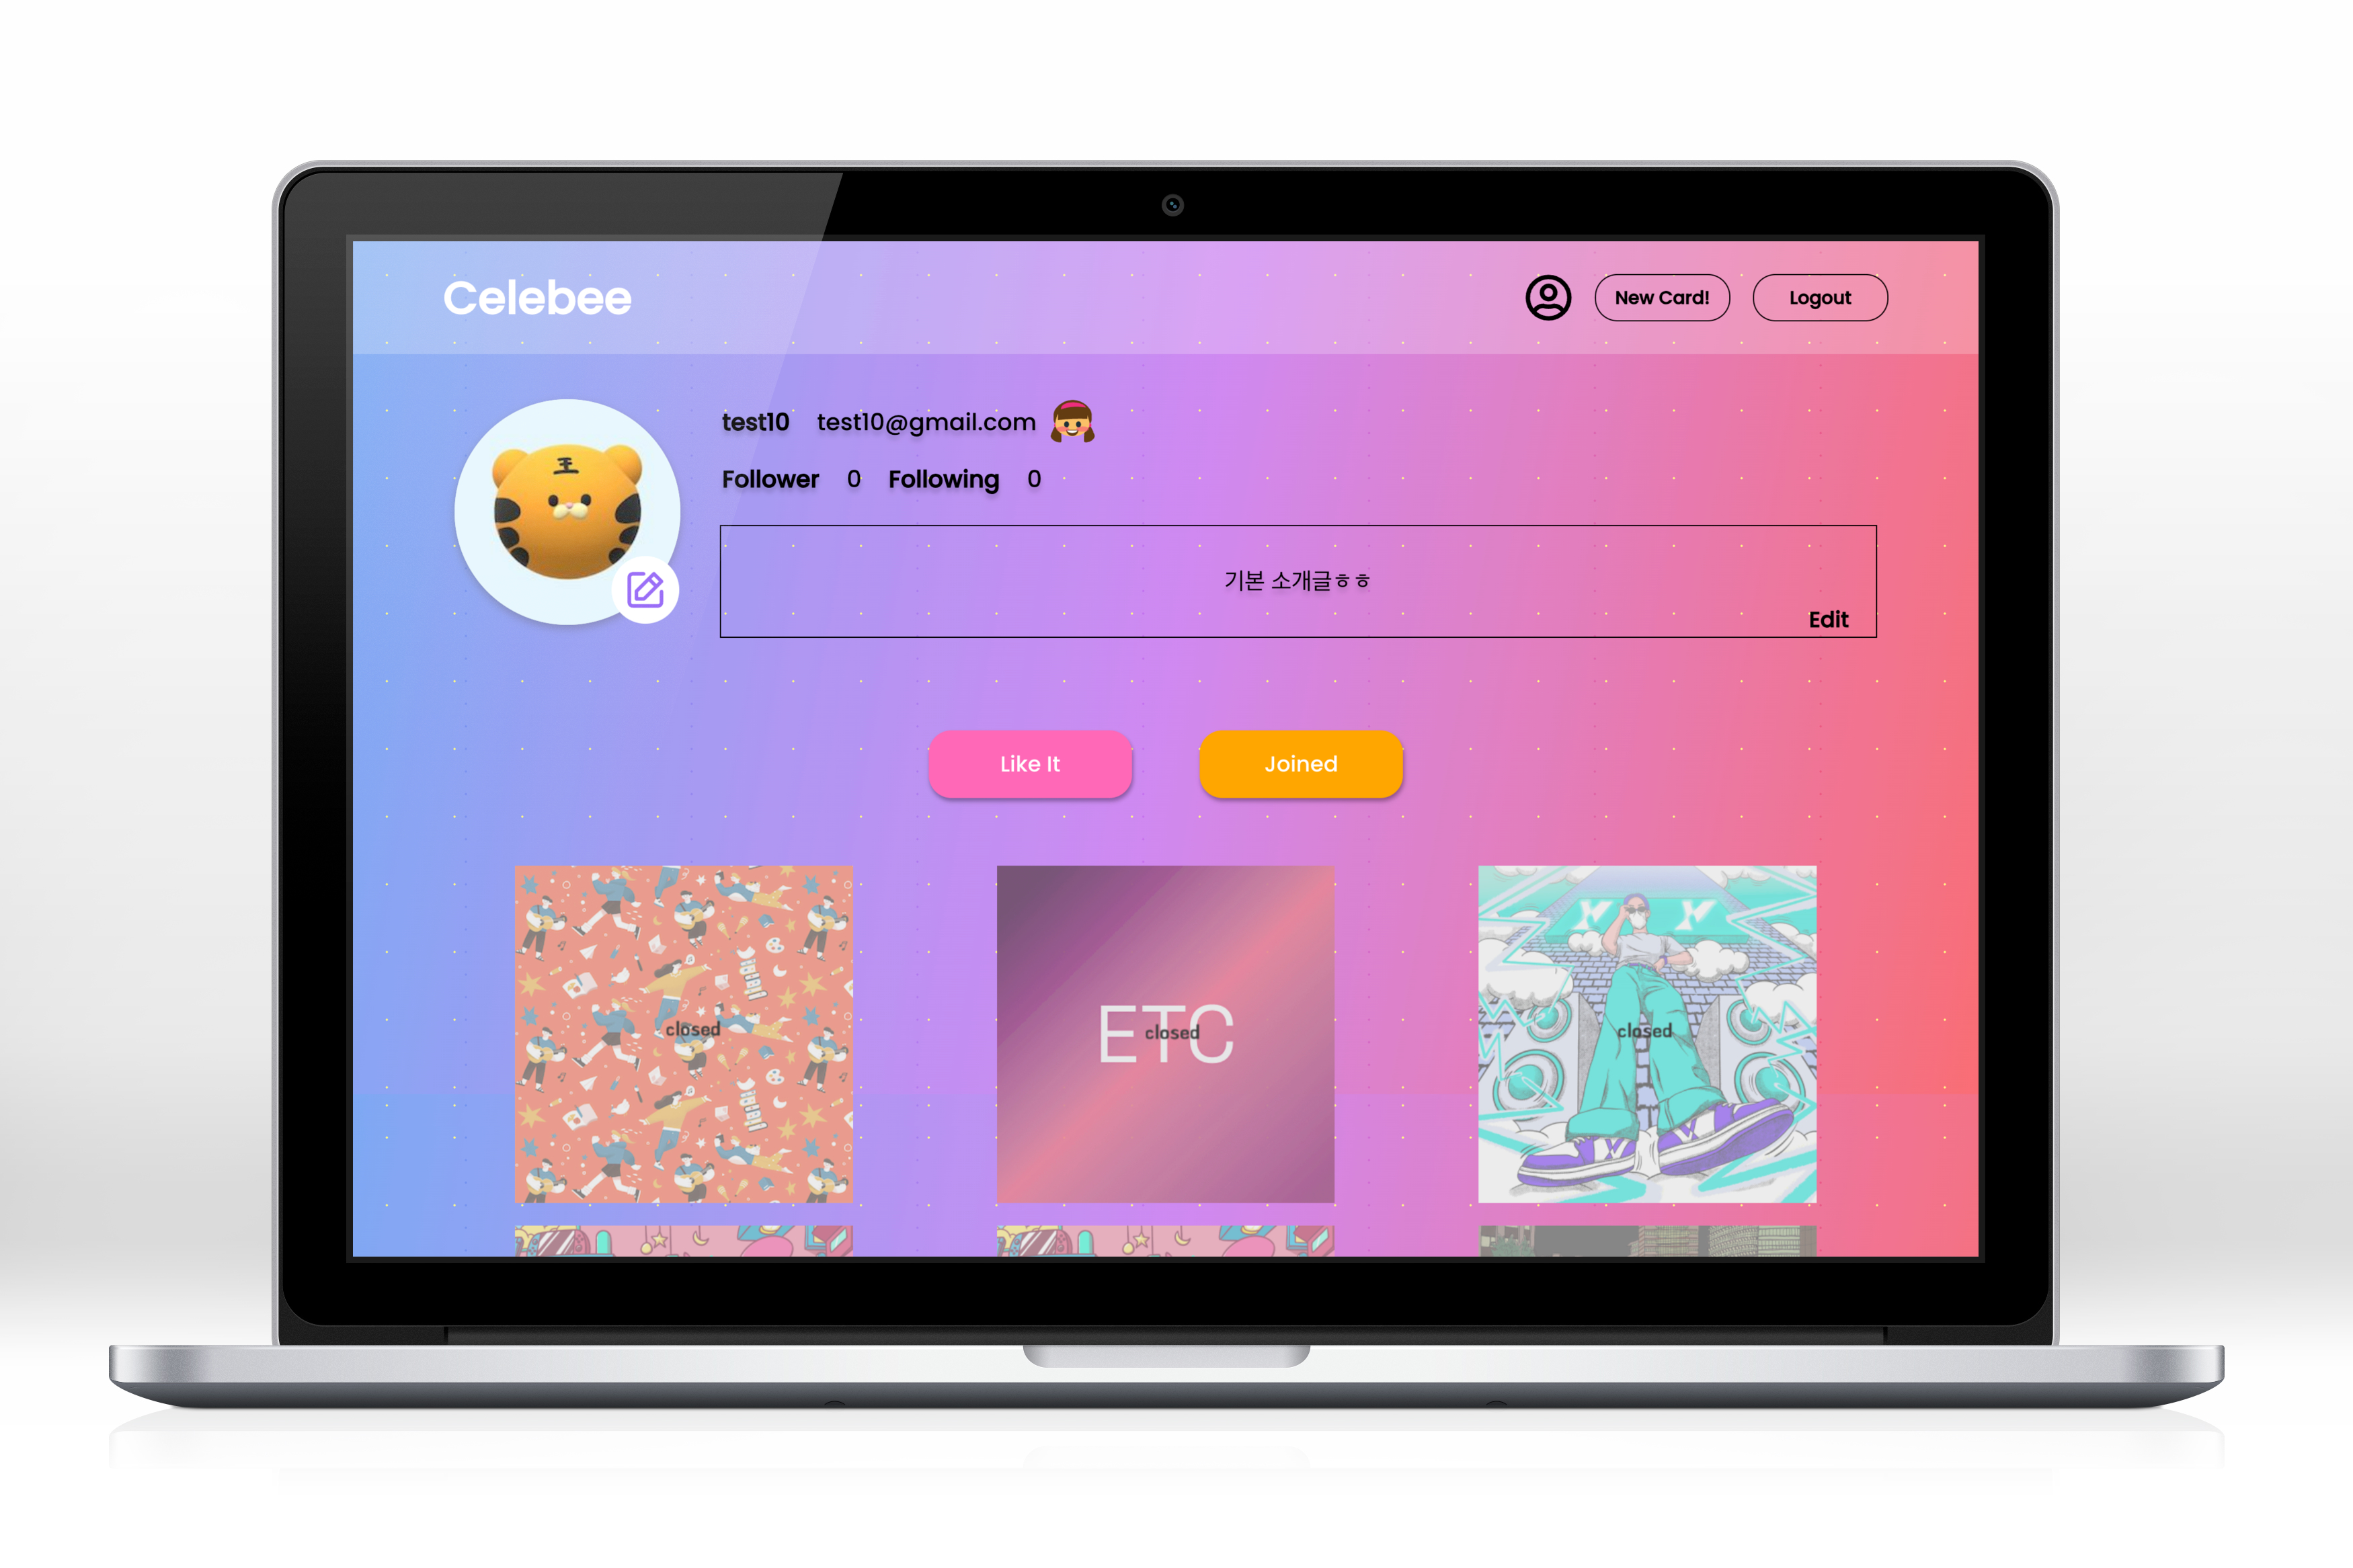 Celebee
New Card! Logout
test10 test10@gmail.com
Follower 0 Following 0
기본 소개글ㅎㅎ
Edit
Like It Joined
closed
ETC
closed
closed